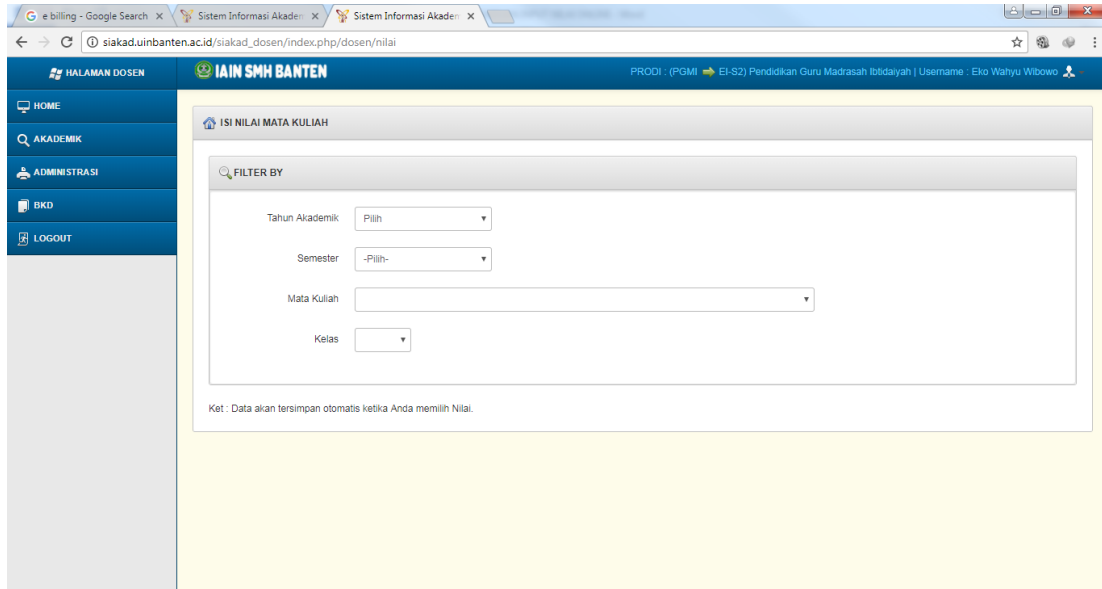 e billing - Google Search
Sistem Informasi Akaden
Sistem Informasi Akaden
siakad.uinbanten.ac.id/siakad_dosen/index.php/dosen/nilai
HALAMAN DOSEN
IAIN SMH BANTEN
PRODI : (PGMI EI-S2) Pendidikan Guru Madrasah Ibtidaiyah | Username : Eko Wahyu Wibowo
HOME
AKADEMIK
ADMINISTRASI
BKD
LOGOUT
ISI NILAI MATA KULIAH
FILTER BY
Tahun Akademik Pilih
Semester -Pilih-
Mata Kuliah
Kelas
Ket : Data akan tersimpan otomatis ketika Anda memilih Nilai.